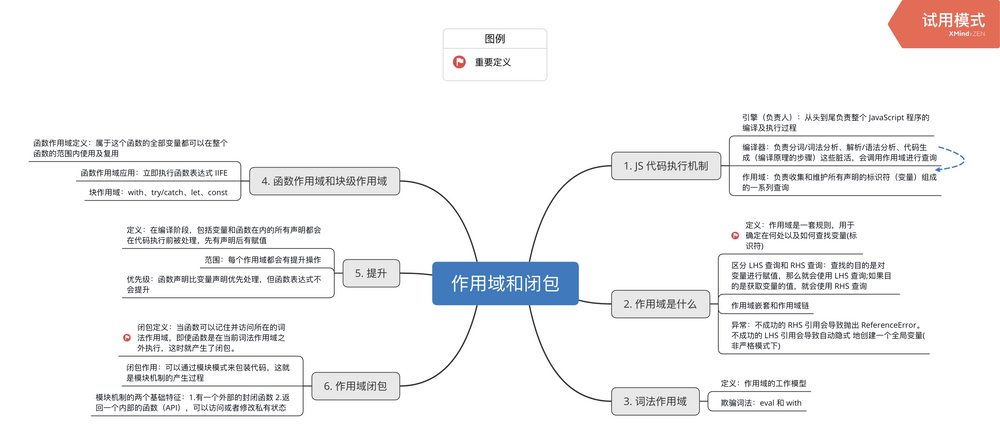 试用模式
XMind:ZEN
图例
重要定义
作用域和闭包
1. JS 代码执行机制
引擎（负责人）：从头到尾负责整个 JavaScript 程序的
编译及执行过程
编译器：负责分词/词法分析、解析/语法分析、代码生
成（编译原理的步骤）这些脏活，会调用作用域进行查询
作用域：负责收集和维护所有声明的标识符（变量）组成
的一系列查询
2. 作用域是什么
定义：作用域是一套规则，用于
确定在何处以及如何查找变量(标
识符)
区分 LHS 查询和 RHS 查询：查找的目的是对
变量进行赋值，那么就会使用 LHS 查询;如果目
的是获取变量的值，就会使用 RHS 查询
作用域嵌套和作用域链
异常：不成功的 RHS 引用会导致抛出 ReferenceError。
不成功的 LHS 引用会导致自动隐式 地创建一个全局变量(
非严格模式下)
3. 词法作用域
定义：作用域的工作模型
欺骗词法：eval 和 with
4. 函数作用域和块级作用域
函数作用域定义：属于这个函数的全部变量都可以在整个
函数的范围内使用及复用
函数作用域应用：立即执行函数表达式 IIFE
块作用域：with、try/catch、let、const
5. 提升
定义：在编译阶段，包括变量和函数在内的所有声明都会
在代码执行前被处理，先有声明后有赋值
范围：每个作用域都会有提升操作
优先级：函数声明比变量声明优先处理，但函数表达式不
会提升
6. 作用域闭包
闭包定义：当函数可以记住并访问所在的词
法作用域，即使函数是在当前词法作用域之
外执行，这时就产生了闭包。
闭包作用：可以通过模块模式来包装代码，这就
是模块机制的产生过程
模块机制的两个基础特征：1.有一个外部的封闭函数 2.返
回一个内部的函数（API），可以访问或者修改私有状态